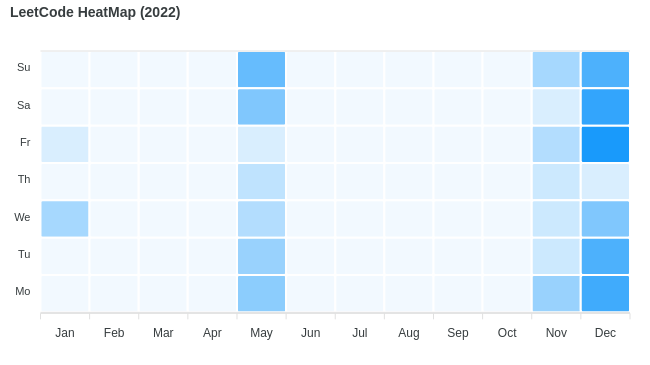 LeetCode HeatMap (2022)
Su
Sa
Fr
Th
We
Tu
Mo
Jan Feb Mar Apr May Jun Jul Aug Sep Oct Nov Dec